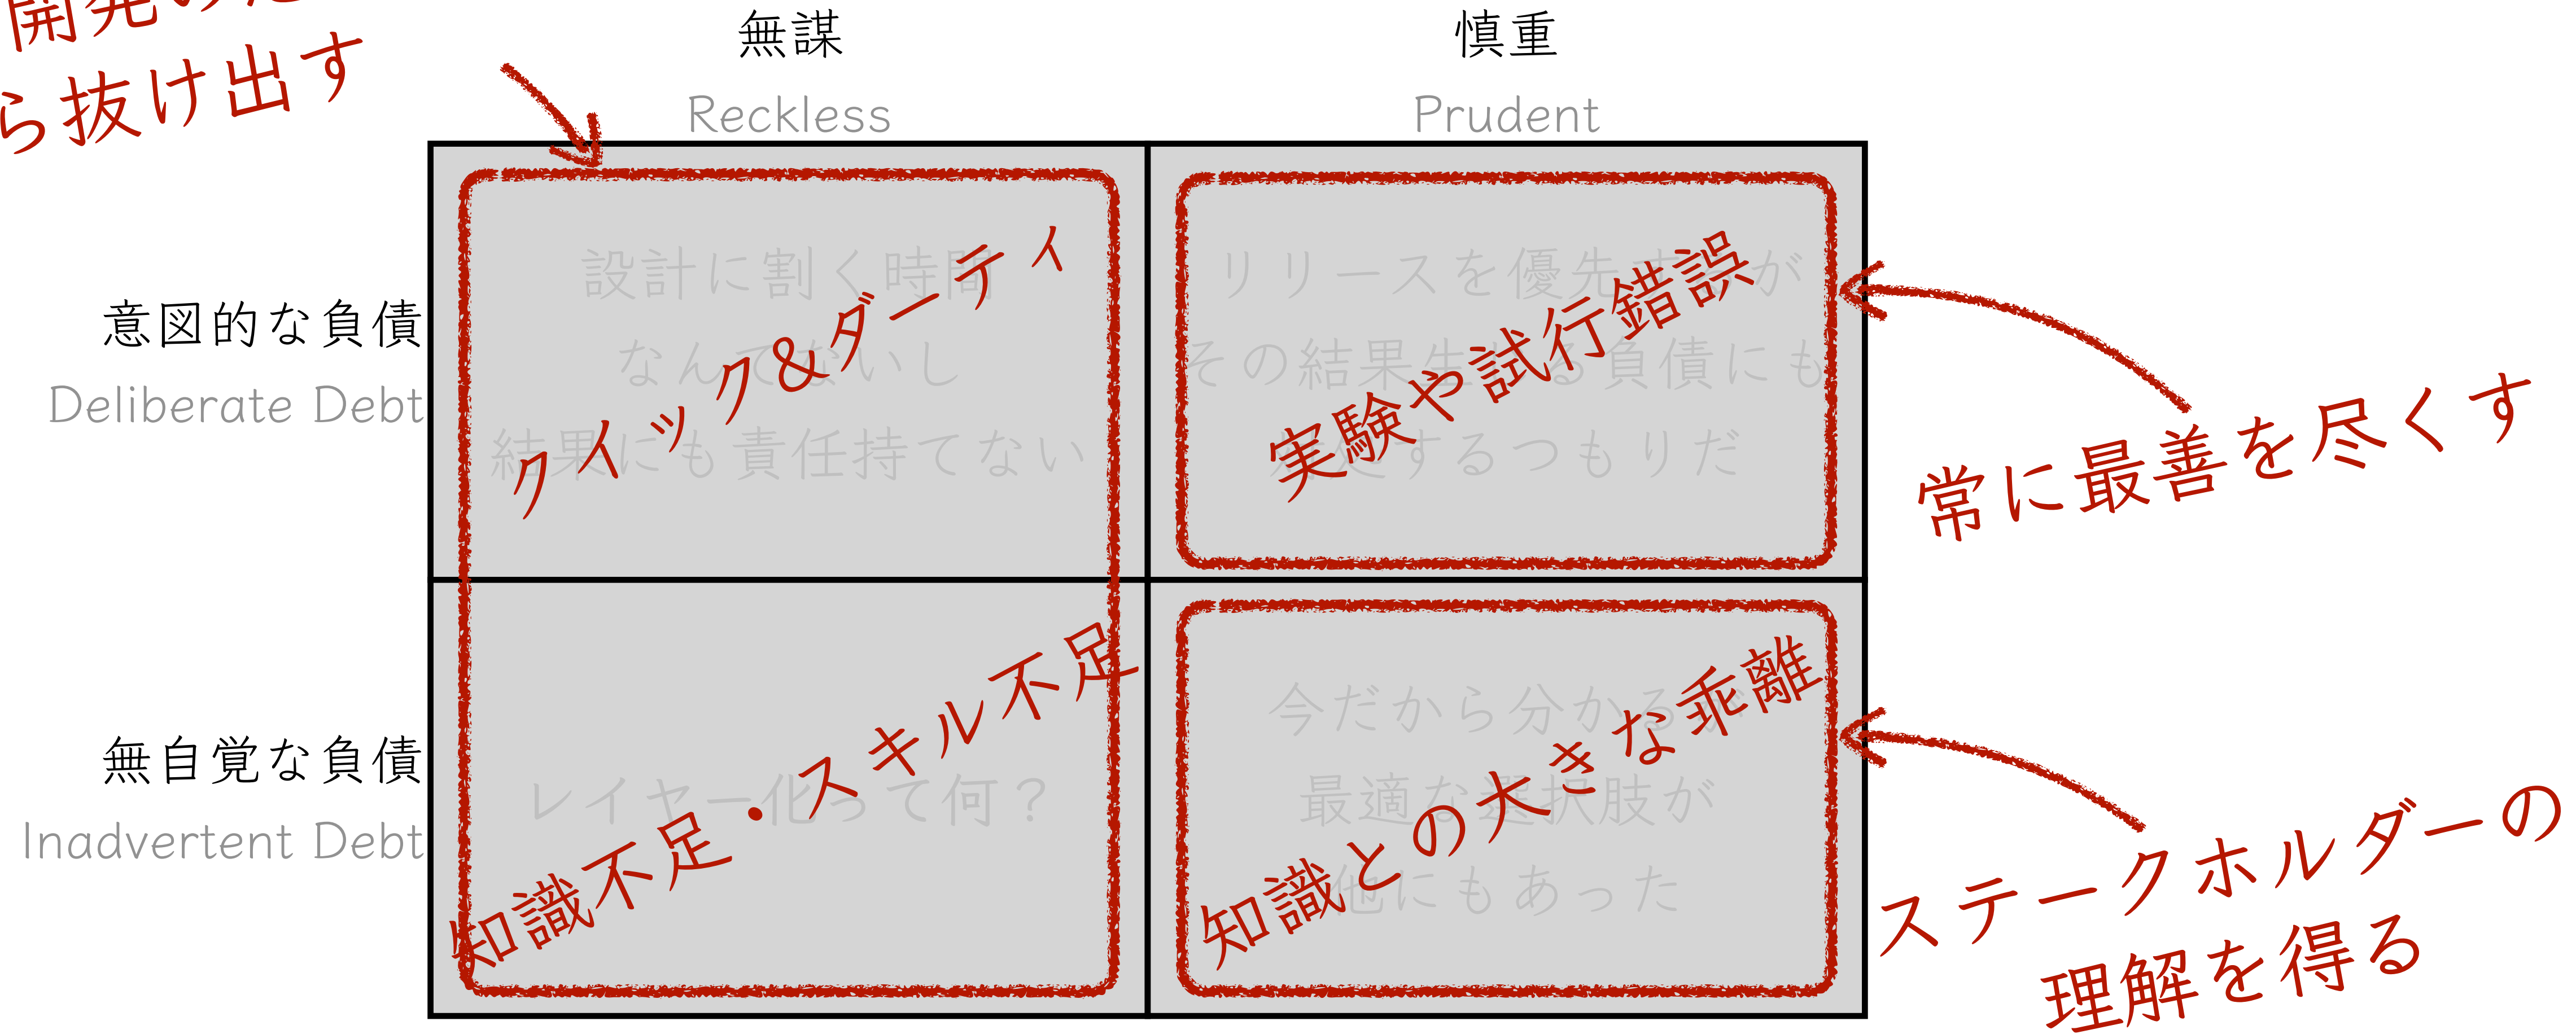 開発の
ら抜け出す
無謀
Reckless
慎重
Prudent
意図的な負債
Deliberate Debt
設計に割く時間
なんてないし
結果にも責任持てない
クイック&ダーティ
リリースを優先
その結果生 る負債にも
するつもりだ
実験や試行錯誤
常に最善を尽くす
無自覚な負債
Inadvertent Debt
レイヤー化って何？
知識不足・スキル不足
今だから分かるが
最適な選択肢が
他にもあった
知識との大きな乖離
ステークホルダーの
理解を得る